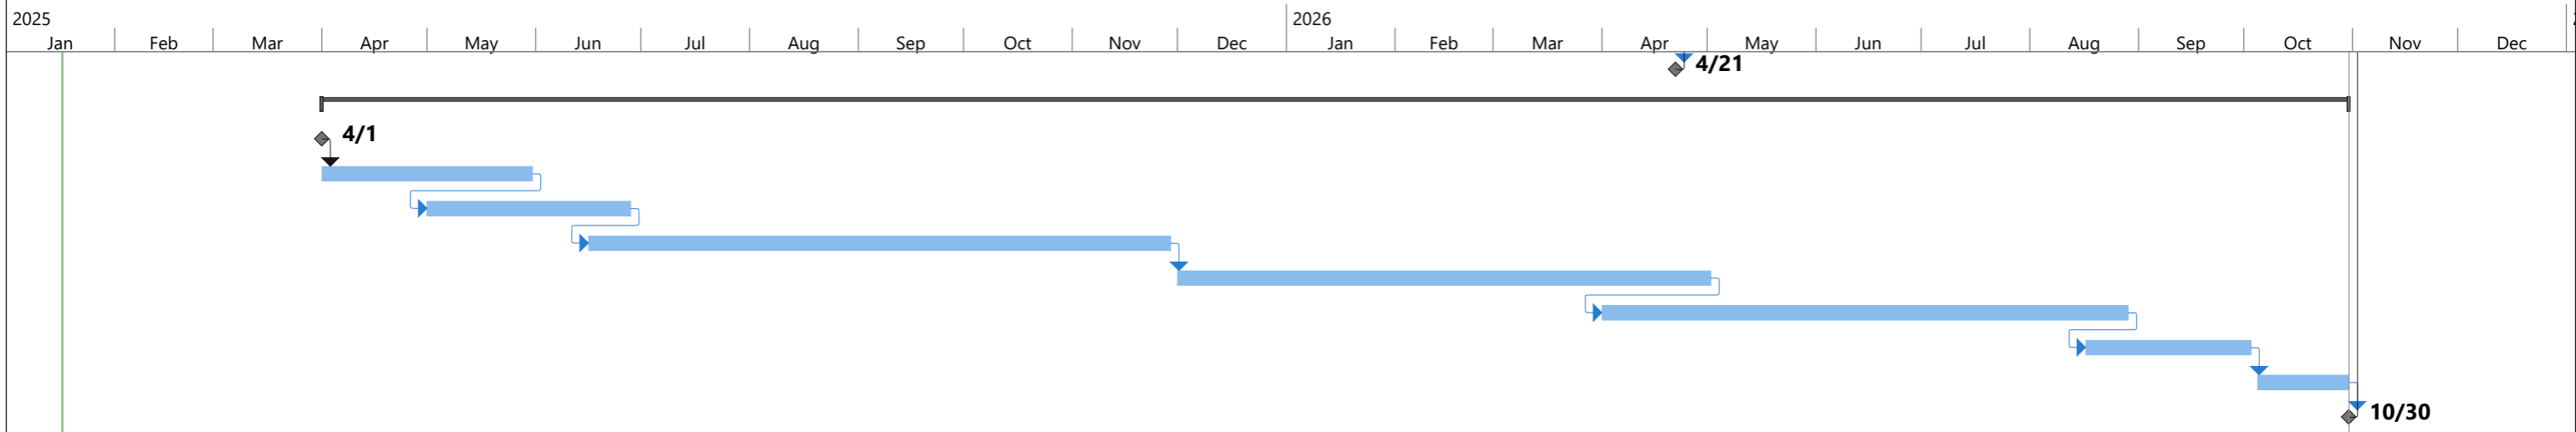 2025 2026
Jan Feb Mar Apr May Jun Jul Aug Sep Oct Nov Dec Jan Feb Mar Apr May Jun Jul Aug Sep Oct Nov Dec
4/21
4/1
10/30